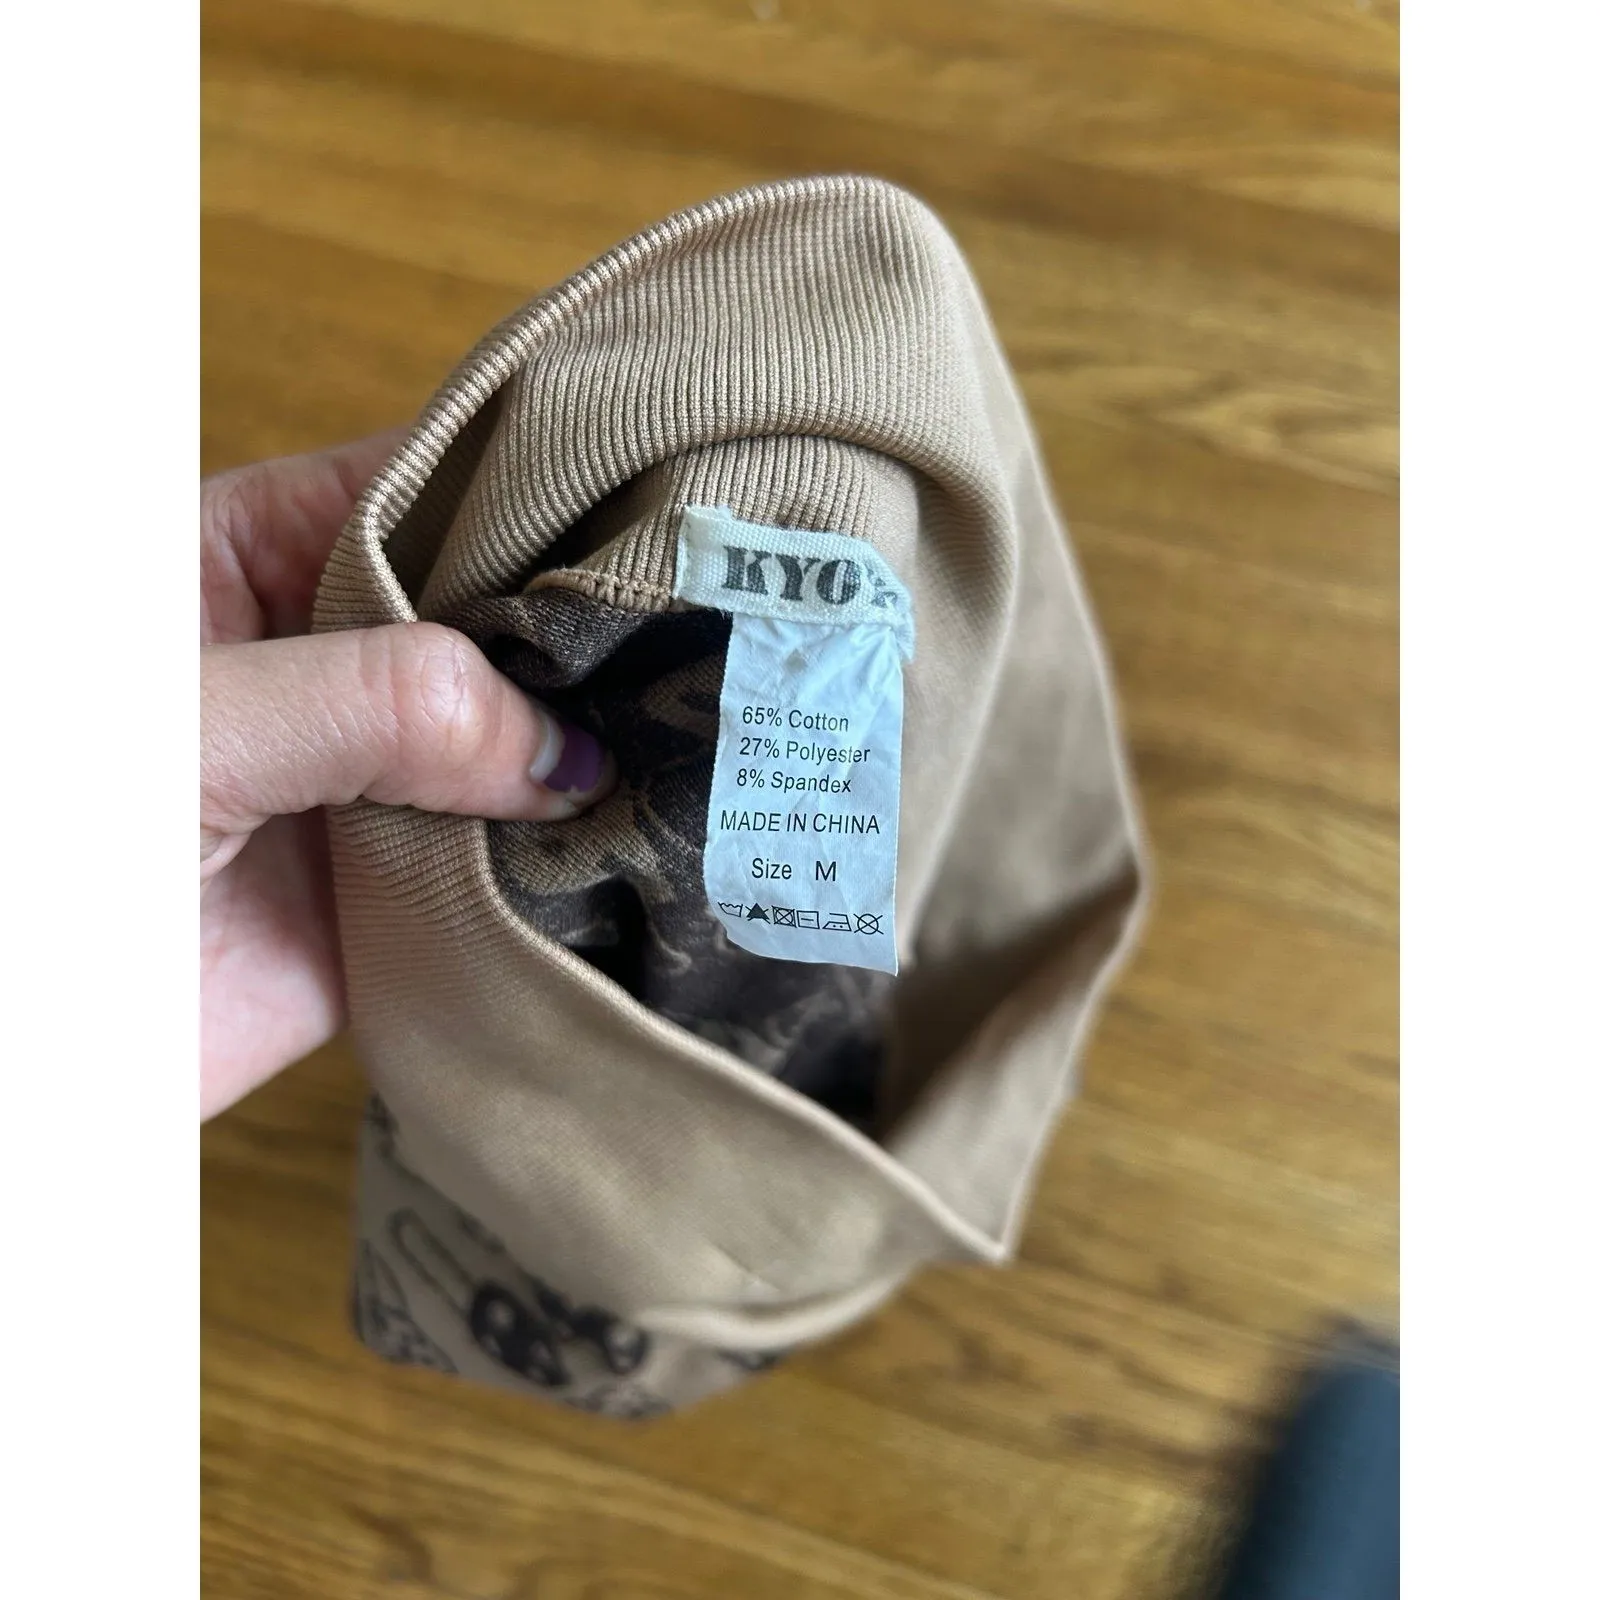 KYO
65% Cotton
27% Polyester
8% Spandex
MADE IN CHINA
Size M